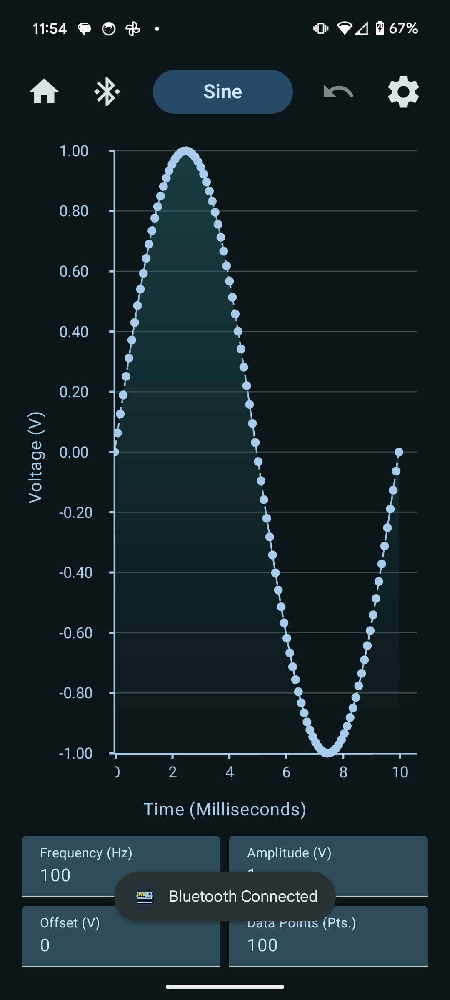 11:54
67%
Sine
1.00
0.80
0.60
0.40
0.20
0.00
-0.20
-0.40
-0.60
-0.80
-1.00
Voltage (V)
0 2 4 6 8 10
Time (Milliseconds)
Frequency (Hz)
100
Amplitude (V)
Bluetooth Connected
Offset (V)
0
Data Points (Pts.)
100